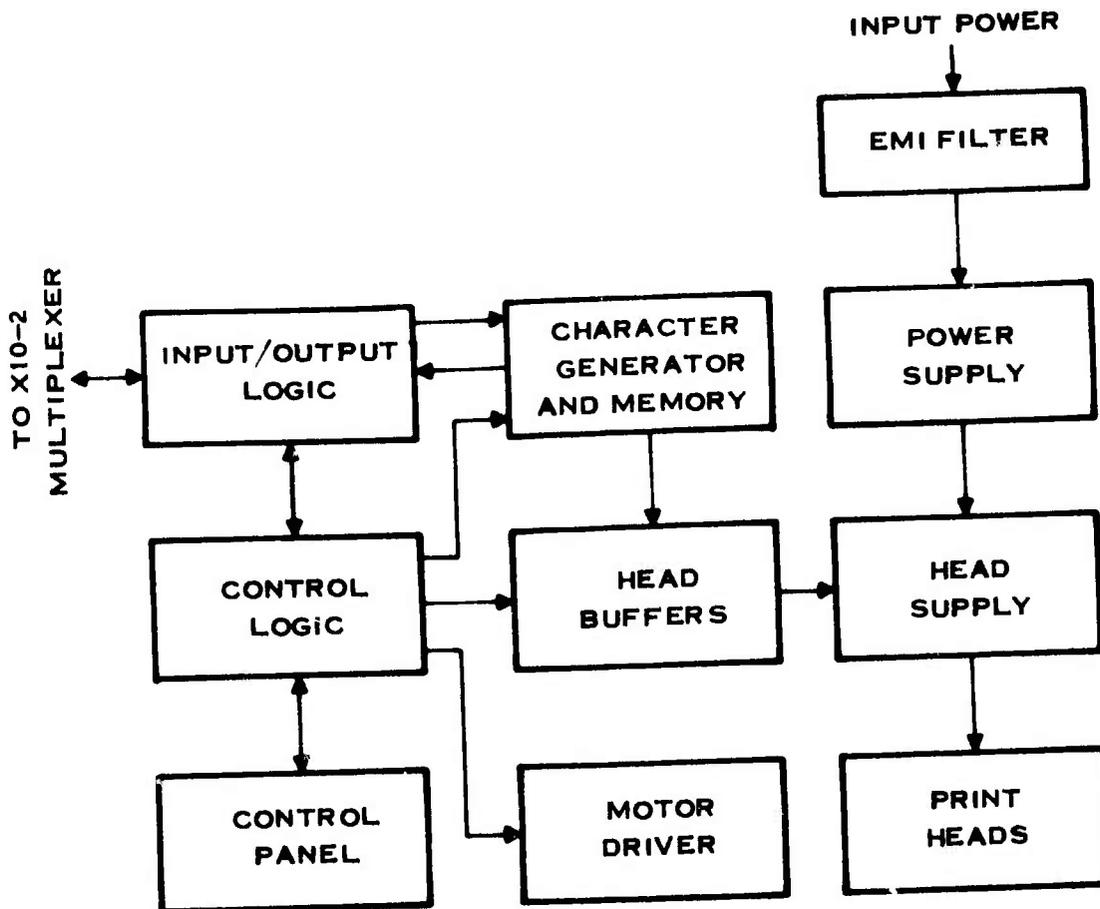 INPUT POWER
EMI FILTER
TO X10-2
MULTIPLEXER
INPUT/OUTPUT
LOGIC
CHARACTER
GENERATOR
AND MEMORY
POWER
SUPPLY
CONTROL
LOGiC
HEAD
BUFFERS
HEAD
SUPPLY
CONTROL
PANEL
MOTOR
DRIVER
PRINT
HEADS